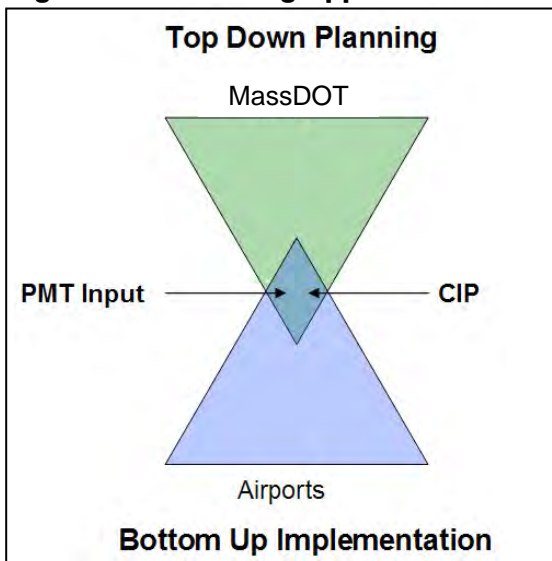 Top Down Planning
MassDOT
PMT Input
CIP
Airports
Bottom Up Implementation